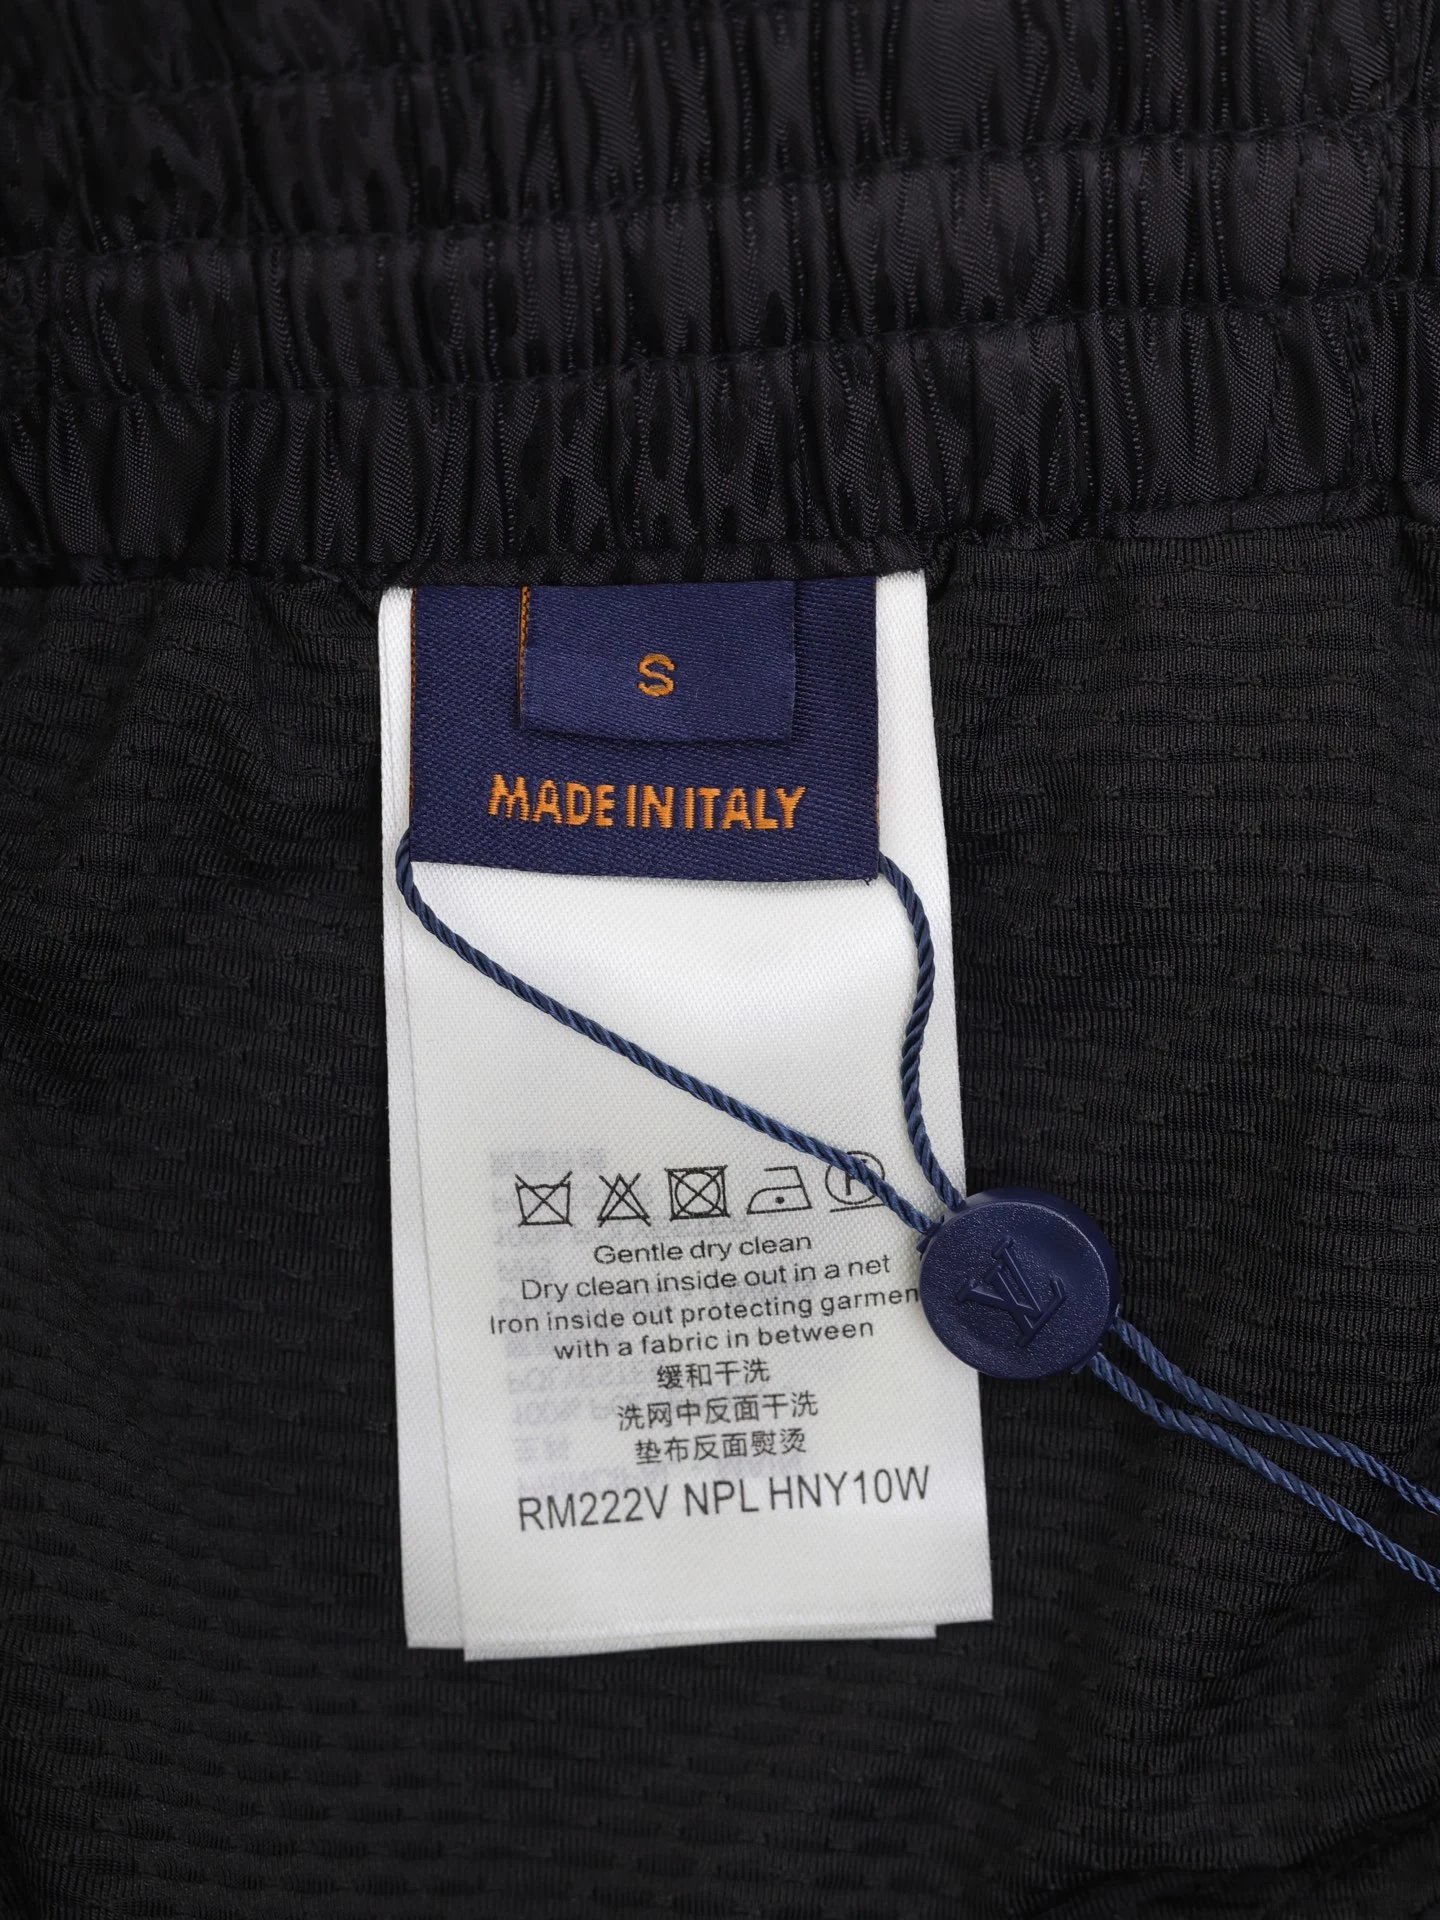 S
MADE IN ITALY
P
Gentle dry clean
Dry clean inside out in a net
Iron inside out protecting garmen
with a fabric in between
缓和干洗
洗网中反面干洗
垫布反面熨烫
RM222V NPL HNY10W
LV